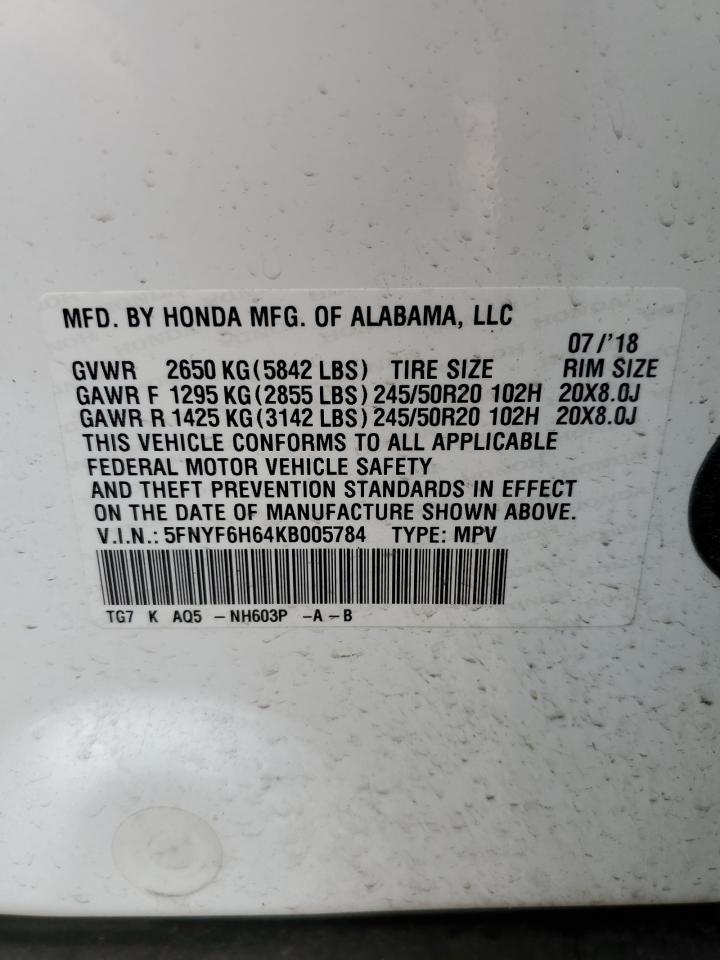 MFD. BY HONDA MFG. OF ALABAMA, LLC
07/'18
GVWR 2650 KG(5842 LBS) TIRE SIZE RIM SIZE
GAWR F 1295 KG(2855 LBS) 245/50R20 102H 20X8.0J
GAWR R 1425 KG(3142 LBS) 245/50R20 102H 20X8.0J
THIS VEHICLE CONFORMS TO ALL APPLICABLE
FEDERAL MOTOR VEHICLE SAFETY
AND THEFT PREVENTION STANDARDS IN EFFECT
ON THE DATE OF MANUFACTURE SHOWN ABOVE.
V.I.N.: 5FNYF6H64KB005784 TYPE: MPV
TG7 K AQ5 -NH603P -A-B